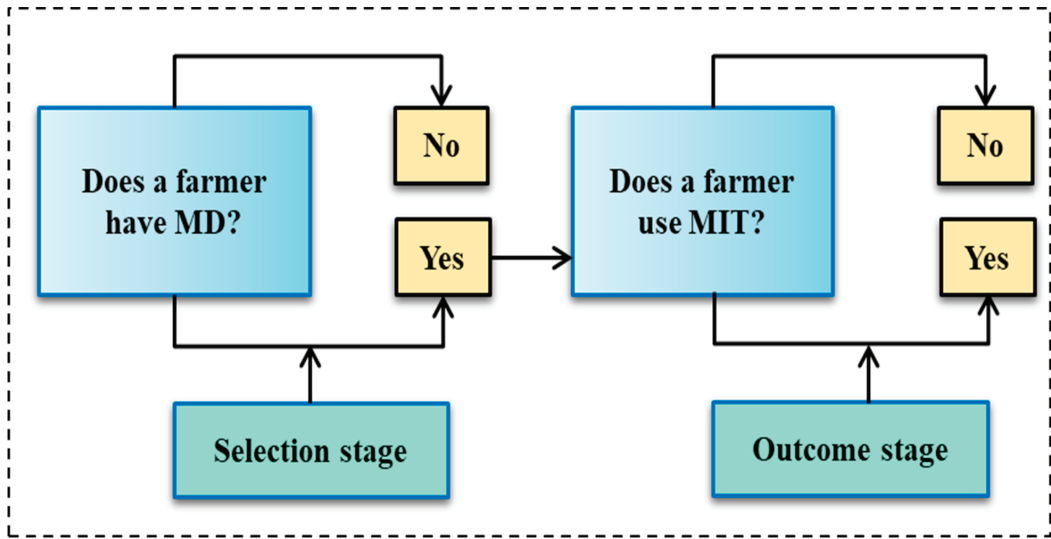 Does a farmer
have MD?
No
Yes
Selection stage
Does a farmer
use MIT?
No
Yes
Outcome stage